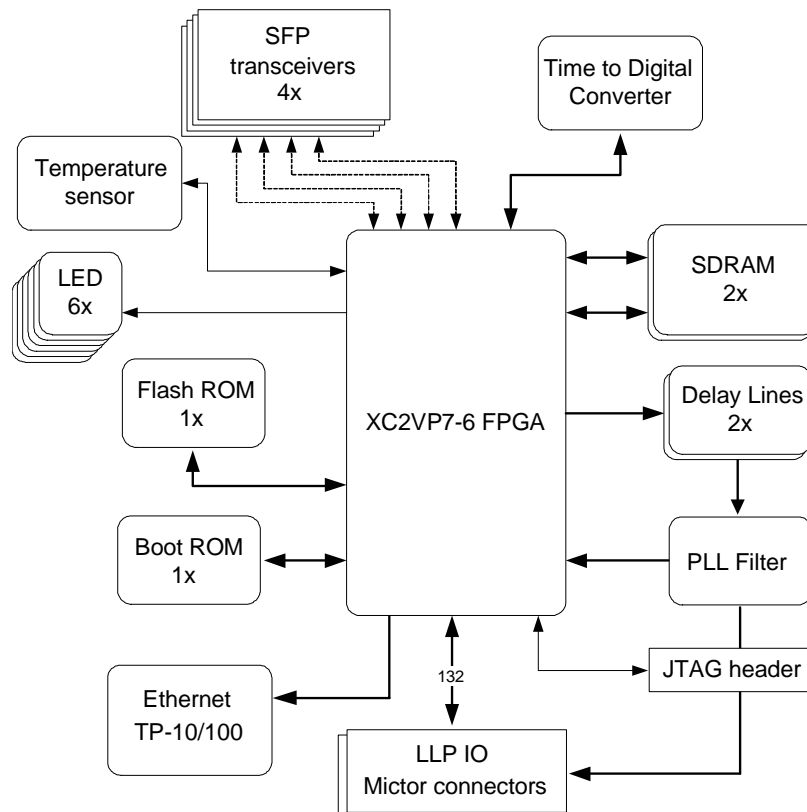 SFP
transceivers
4x
Time to Digital
Converter
Temperature
sensor
LED
6x
SDRAM
2x
Flash ROM
1x
XC2VP7-6 FPGA
Delay Lines
2x
Boot ROM
1x
PLL Filter
132
JTAG header
Ethernet
TP-10/100
LLP IO
Mictor connectors